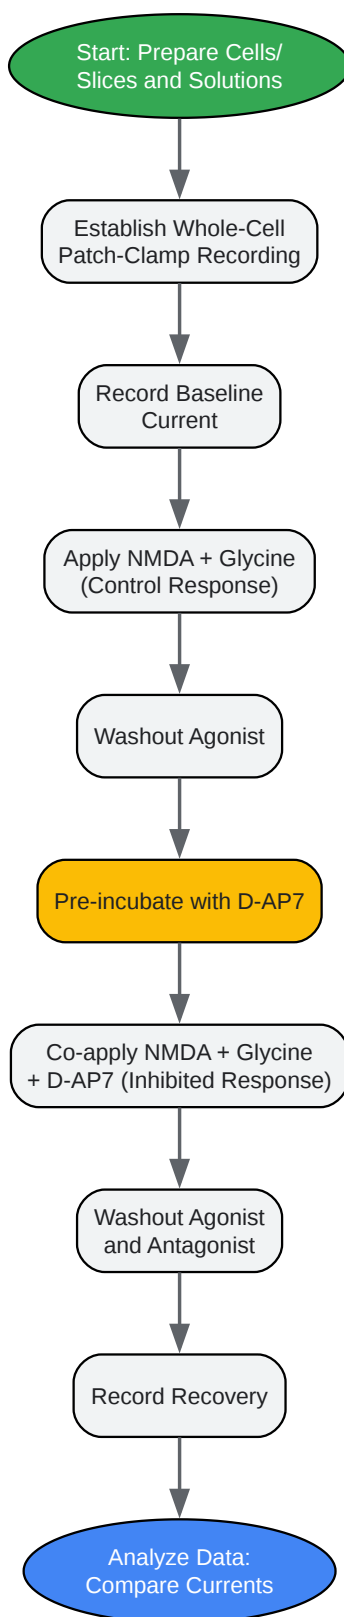 Start: Prepare Cells/
Slices and Solutions
Establish Whole-Cell
Patch-Clamp Recording
Record Baseline
Current
Apply NMDA + Glycine
(Control Response)
Washout Agonist
Pre-incubate with D-AP7
Co-apply NMDA + Glycine
+ D-AP7 (Inhibited Response)
Washout Agonist
and Antagonist
Record Recovery
Analyze Data:
Compare Currents